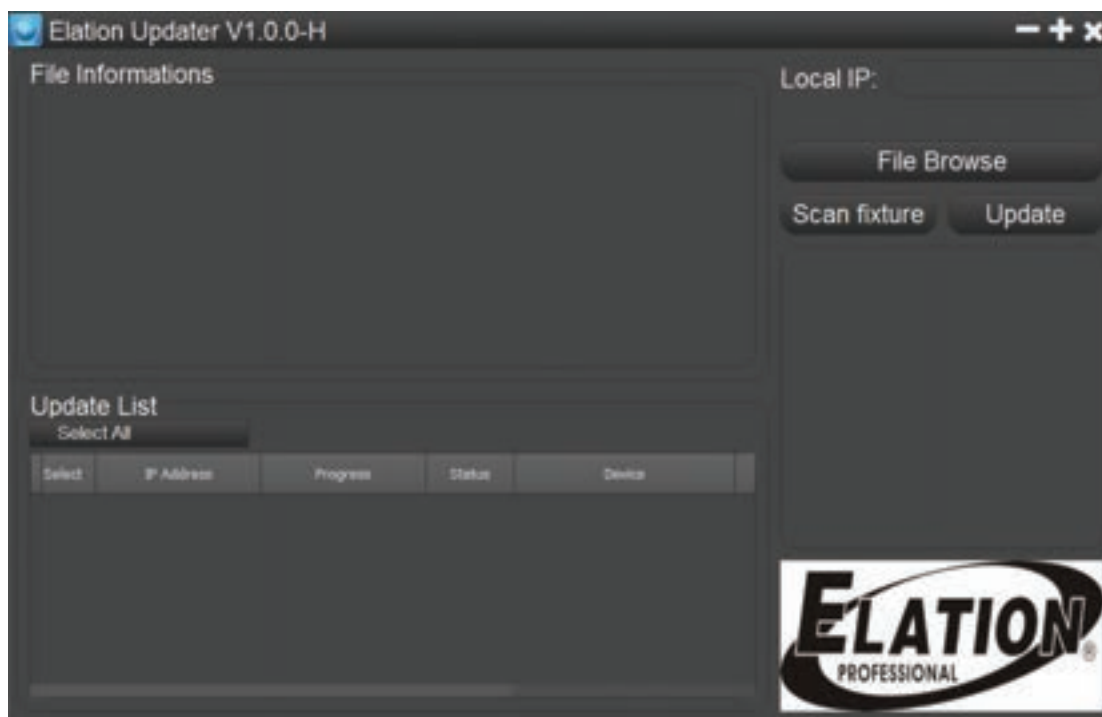 Elation Updater V1.0.0-H
File Informations
Local IP:
File Browse
Scan fixture
Update
Update List
Select All
Select
IP Address
Progress
Status
Device
ELATION®
PROFESSIONAL